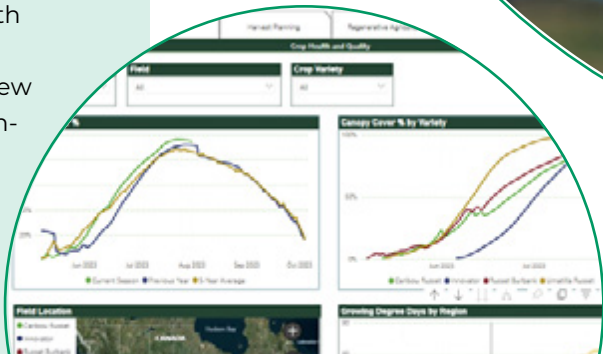 th
ew
n-
Harvest Planning
Regenerative Agric
Crop Health and Quality
Field
Crop Variety
All
All
%
Canopy Cover % by Variety
100%
50%
0%
20%
Jun 2023 Jul 2023 Aug 2023 Sep 2023 Oct 2023
Jun 2023 Jul 2023
Current Season Previous Year 5 Year Average
Caribou Russet Innovator Russet Burbank Umatilla Russet
Field Location
Growing Degree Days by Region
Caribou Russet
Innovator
Russet Burbank
CANADA
Hudson Bay